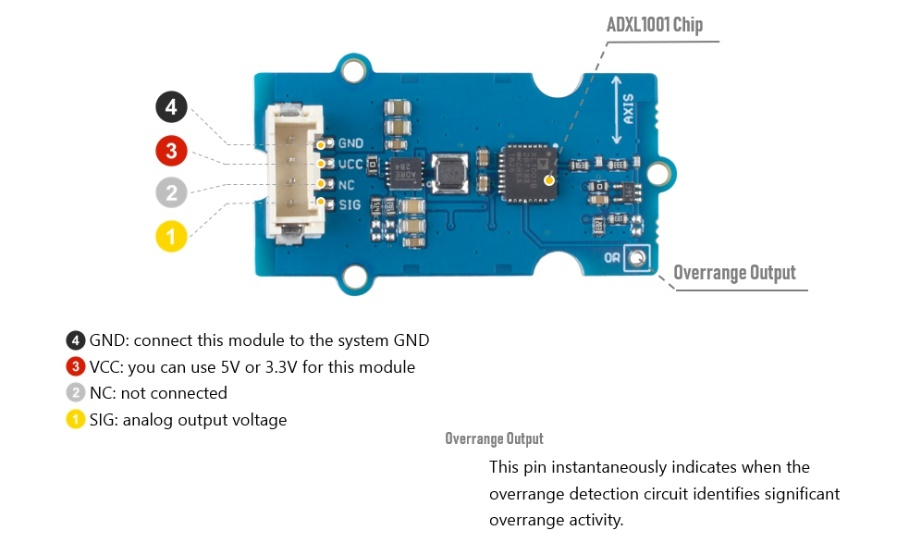 ADXL1001 Chip
4
3
2
1
GND
VCC
NC
SIG
AXIS
OR
Overrange Output
4 GND: connect this module to the system GND
3 VCC: you can use 5V or 3.3V for this module
2 NC: not connected
1 SIG: analog output voltage
Overrange Output
This pin instantaneously indicates when the
overrange detection circuit identifies significant
overrange activity.